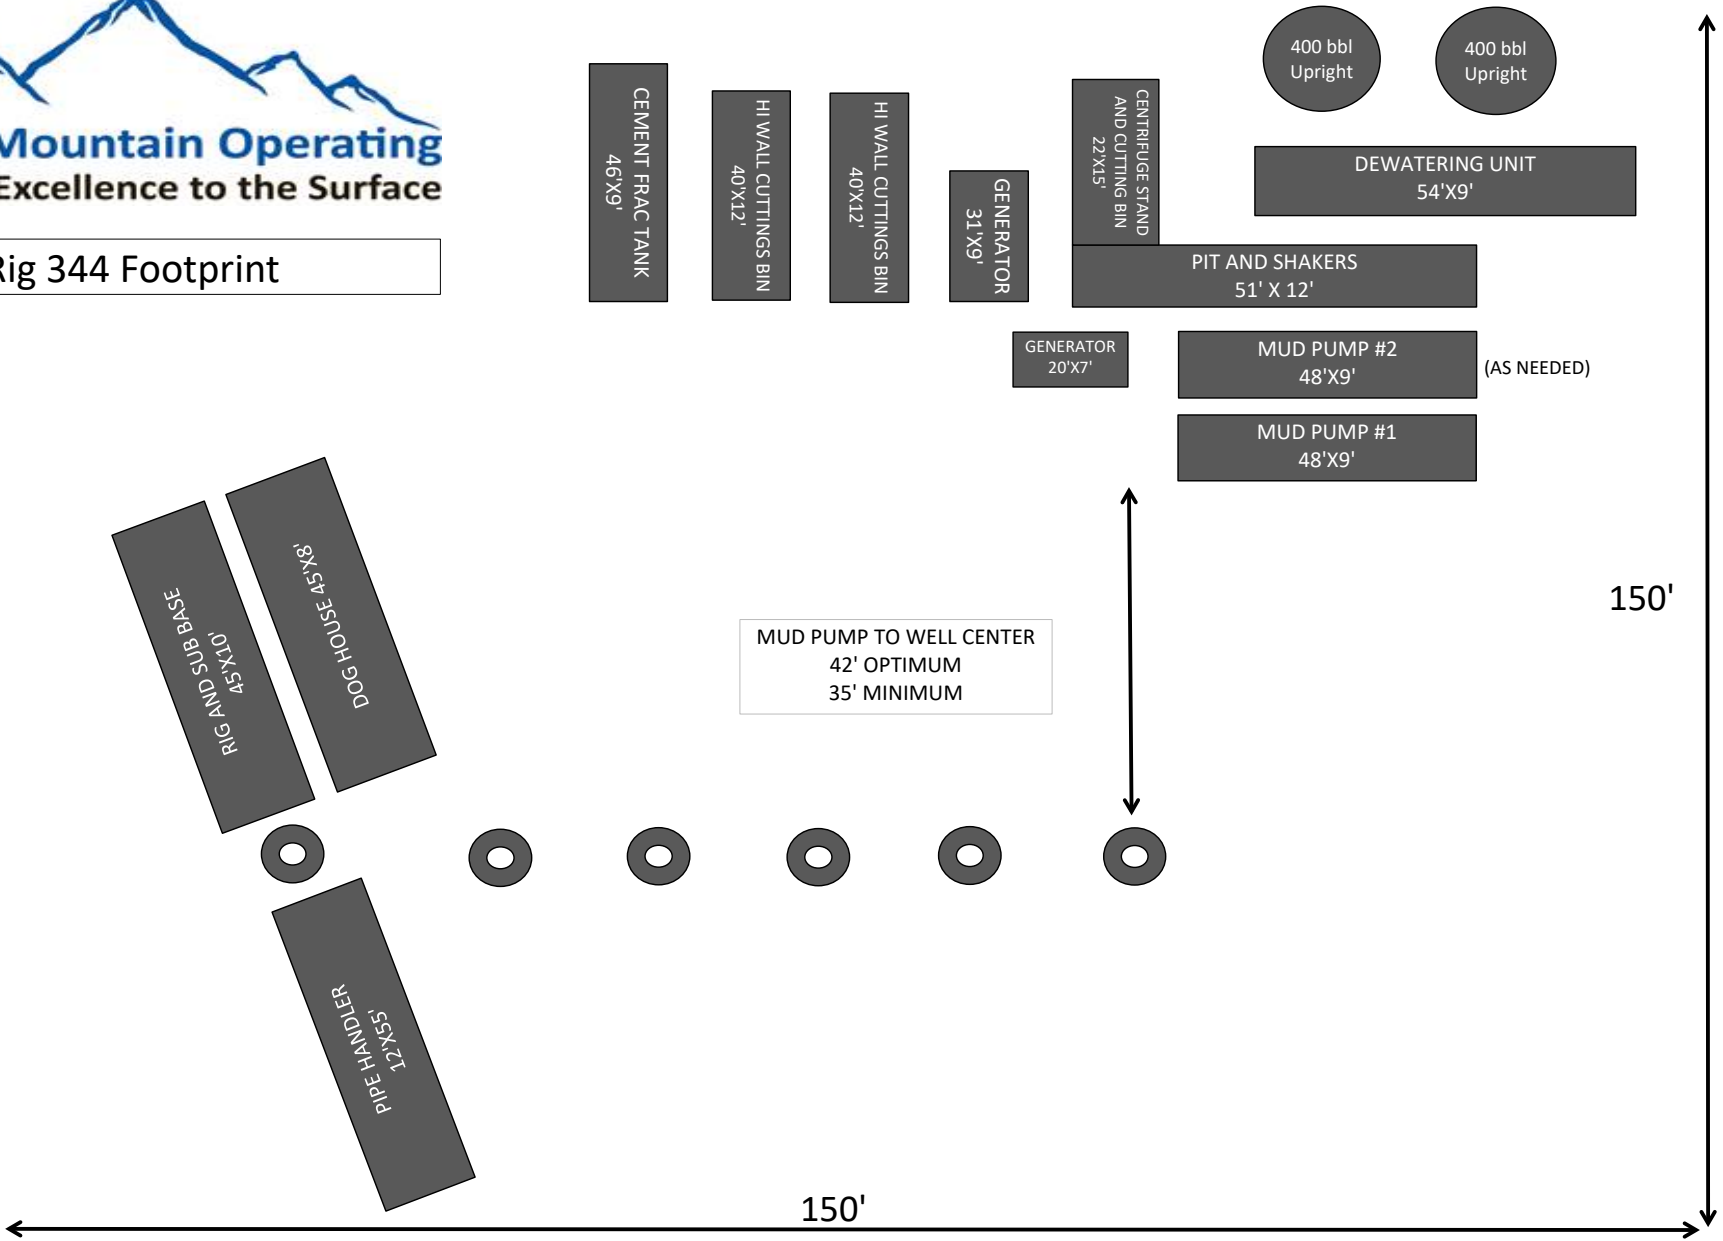 Mountain Operating
Excellence to the Surface
Rig 344 Footprint
CEMENT FRAC TANK
46'X9'
HI WALL CUTTINGS BIN
40'X12'
HI WALL CUTTINGS BIN
40'X12'
GENERATOR
31'X9'
CENTRIFUGE STAND
AND CUTTING BIN
22'X15'
400 bbl
Upright
400 bbl
Upright
DEWATERING UNIT
54'X9'
PIT AND SHAKERS
51' X 12'
GENERATOR
20'X7'
MUD PUMP #2
48'X9'
(AS NEEDED)
MUD PUMP #1
48'X9'
RIG AND SUB BASE
45'X10'
DOG HOUSE 45'X8'
MUD PUMP TO WELL CENTER
42' OPTIMUM
35' MINIMUM
150'
PIPE HANDLER
12'X55'
150'